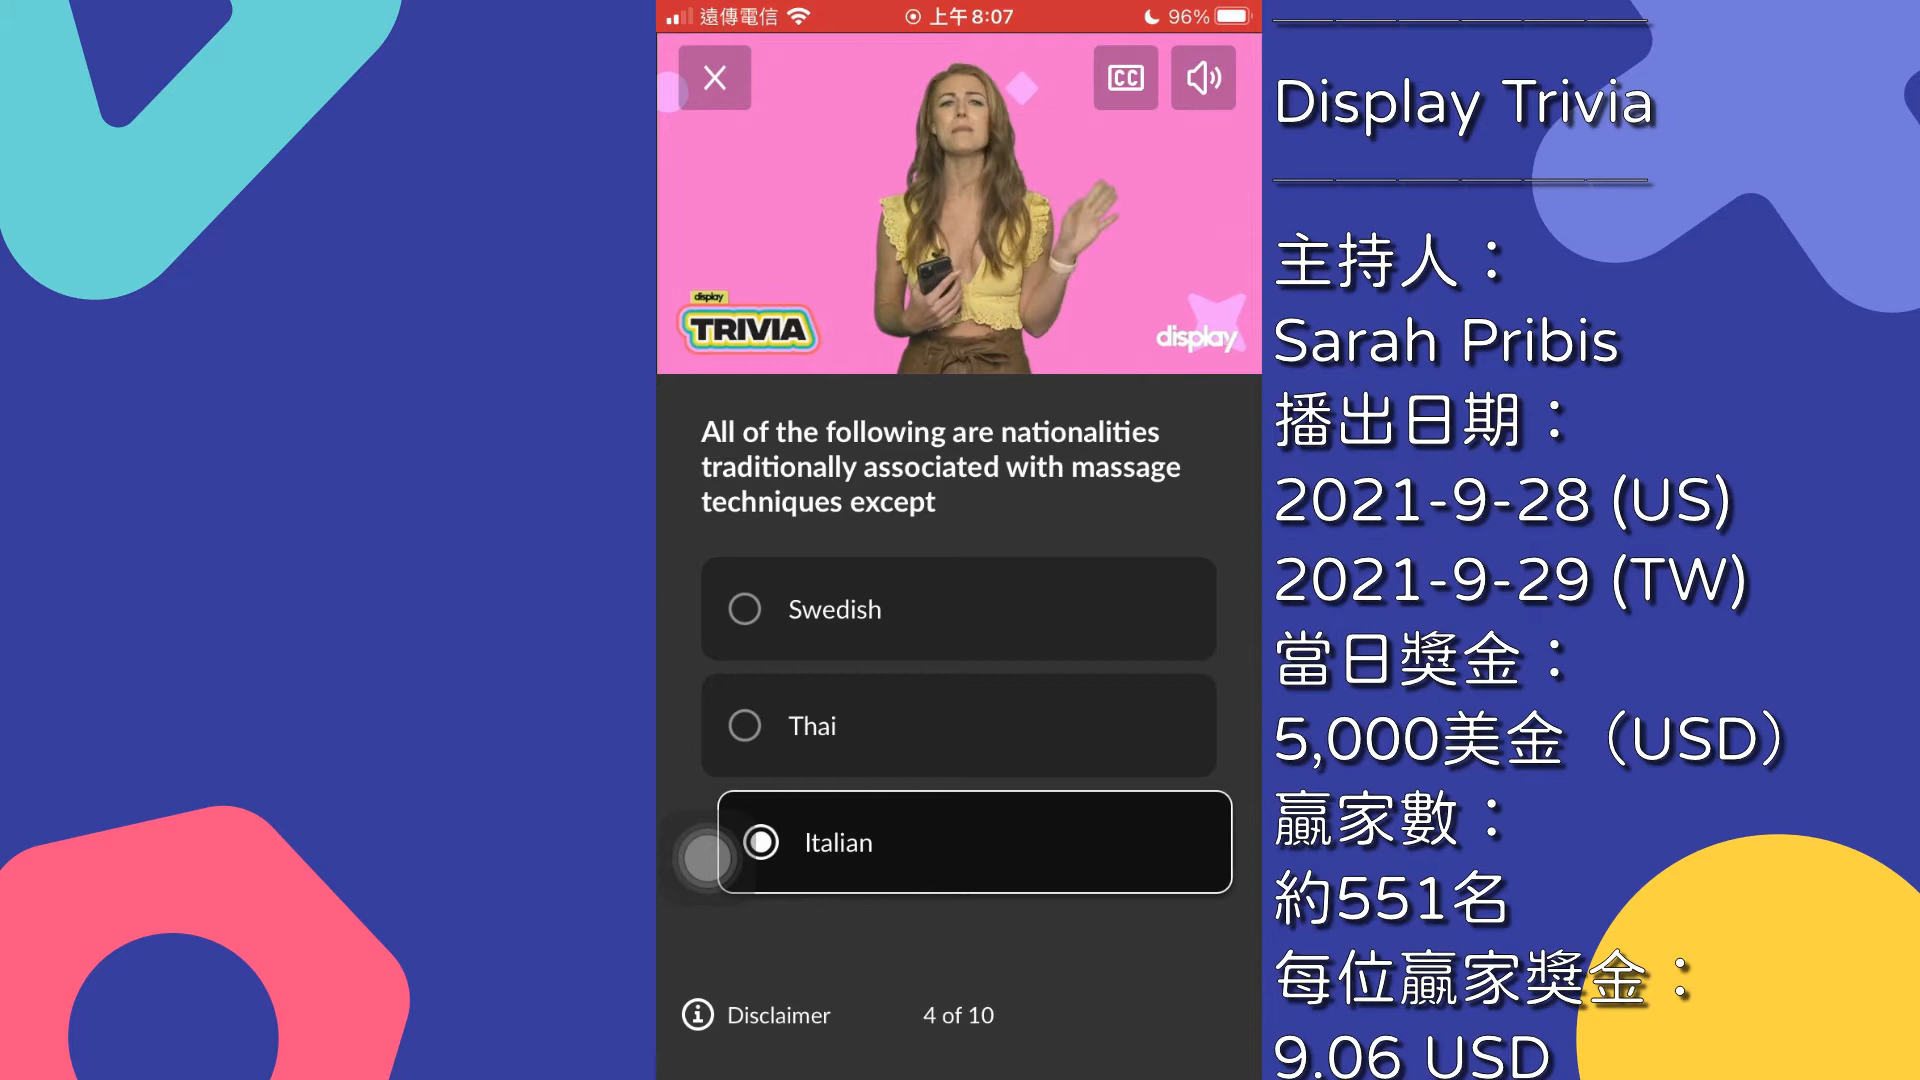 遠傳電信
上午8:07
96%
CC
display
TRIVIA
display
All of the following are nationalities
traditionally associated with massage
techniques except
Swedish
Thai
Italian
Disclaimer
4 of 10
Display Trivia
主持人：
Sarah Pribis
播出日期：
2021-9-28 (US)
2021-9-29 (TW)
當日獎金：
5,000美金（USD）
贏家數：
約551名
每位贏家獎金：
9.06 USD